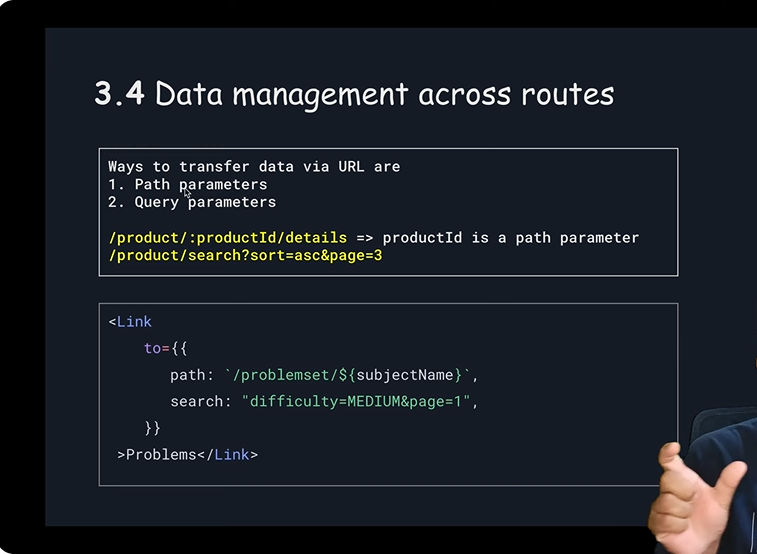 3.4 Data management across routes
Ways to transfer data via URL are
1. Path parameters
2. Query parameters
/product/:productId/details => productId is a path parameter
/product/search?sort=asc&page=3
<Link
to={{
path: `/problemset/${subjectName}`,
search: "difficulty=MEDIUM&page=1",
}}
>Problems</Link>